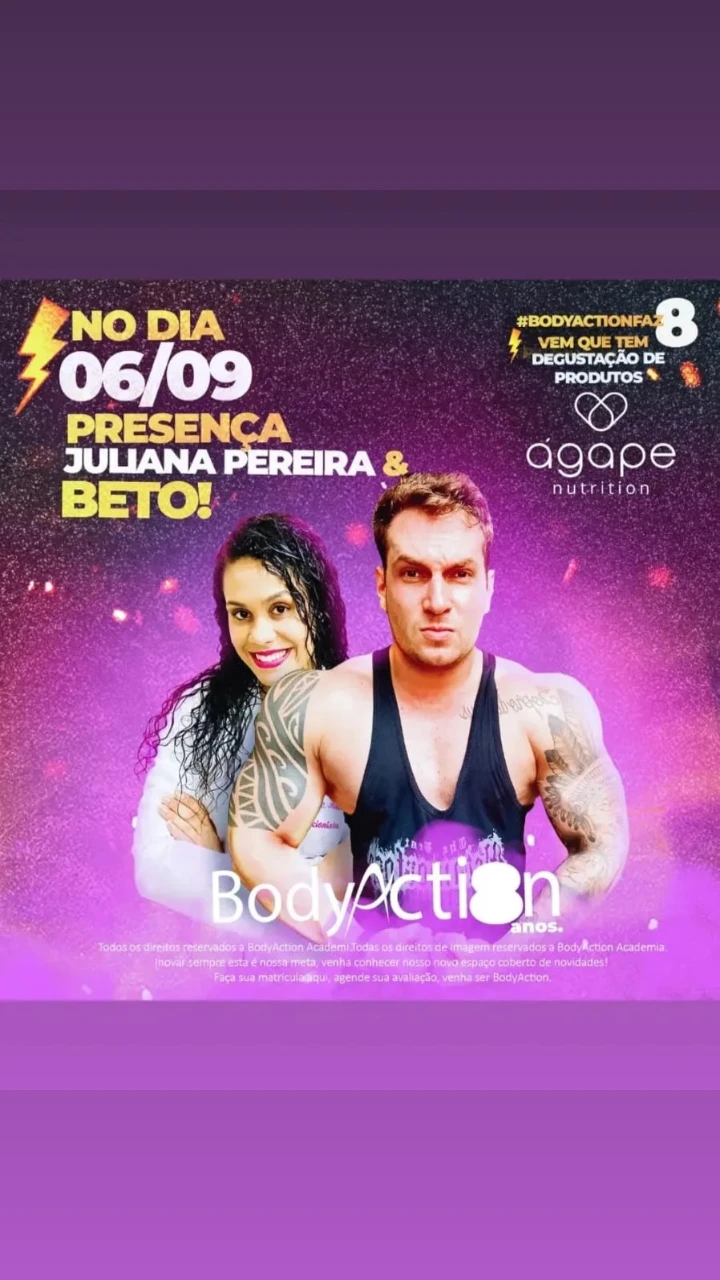 NO DIA
06/09
PRESENÇA
JULIANA PEREIRA &
BETO!
#BODYACTIONFAZ8
VEM QUE TEM
DEGUSTAÇÃO DE
PRODUTOS
ágape
nutrition
BodyActi8n
anos.
Todos os direitos reservados a BodyAction Academi.Todas os direitos de imagem reservados a BodyAction Academia.
Inovar sempre esta é nossa meta, venha conhecer nosso novo espaço coberto de novidades!
Faça sua matricula aqui, agende sua avaliação, venha ser BodyAction.